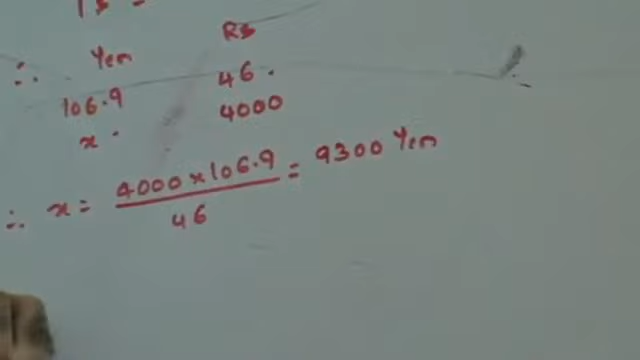 ∴ Yen Rs
106.9 46.
x 4000
∴ x = 4000 x 106.9 / 46 = 9300 Yen